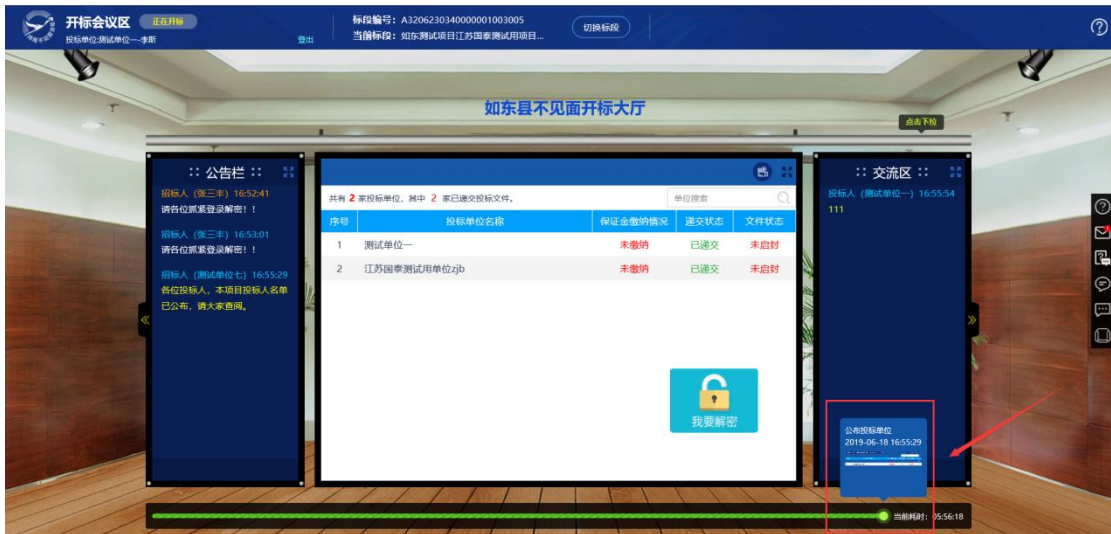 开标会议区 正在开标
投标单位:测试单位一-李斯
登出
标段编号：A3206230340000001003005
当前标段：如东测试项目江苏国泰测试用项目...
切换标段
如东县不见面开标大厅
点击下拉
:: 公告栏 ::
招标人（张三丰）16:52:41
请各位抓紧登录解密！！
招标人（张三丰）16:53:01
请各位抓紧登录解密！！
招标人（测试单位七）16:55:29
各位投标人，本项目投标人名单
已公布，请大家查阅。
共有 2 家投标单位，其中 2 家已递交投标文件。
单位搜索
序号 投标单位名称 保证金缴纳情况 递交状态 文件状态
1 测试单位一 未缴纳 已递交 未启封
2 江苏国泰测试用单位zjb 未缴纳 已递交 未启封
我要解密
:: 交流区 ::
投标人（测试单位一）16:55:54
111
公布投标单位
2019-06-18 16:55:29
当前耗时：05:56:18